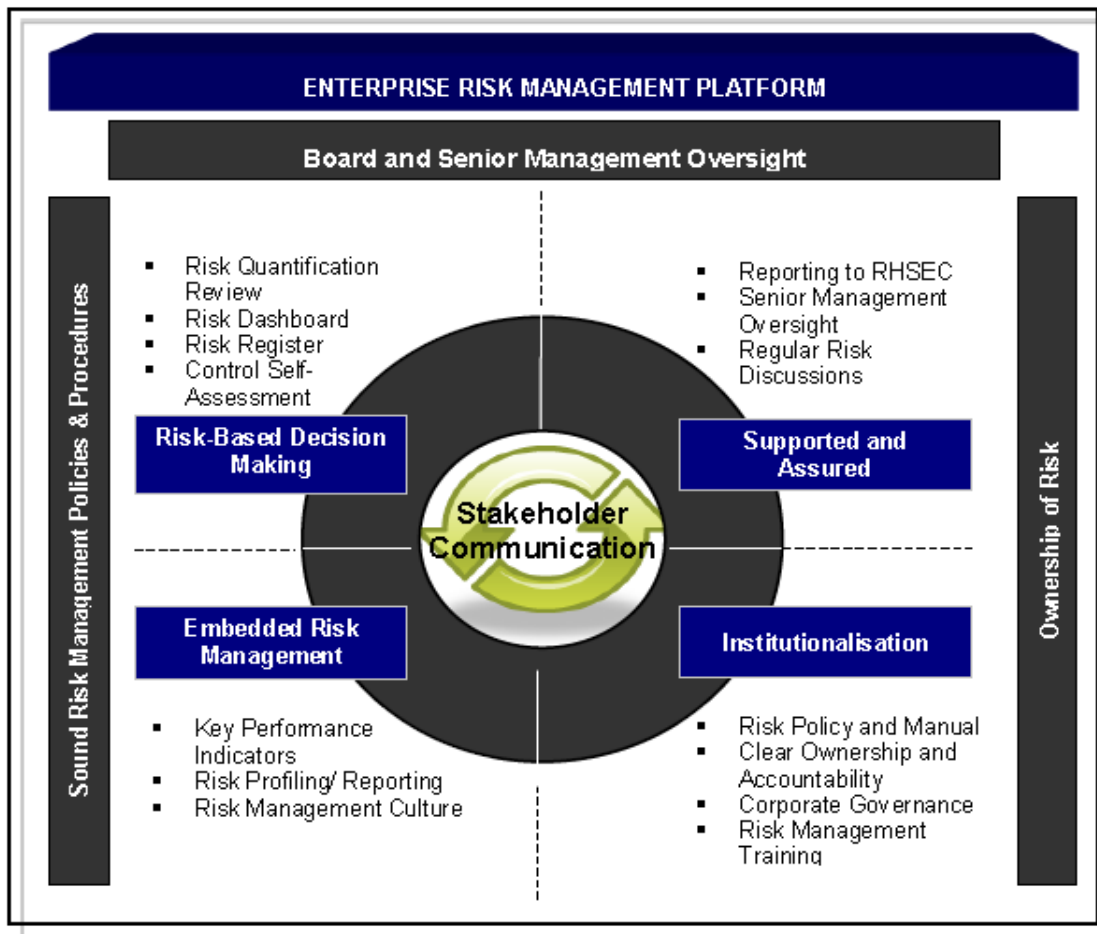 ENTERPRISE RISK MANAGEMENT PLATFORM
Board and Senior Management Oversight
Sound Risk Management Policies & Procedures
▪ Risk Quantification
Review
▪ Risk Dashboard
▪ Risk Register
▪ Control Self-
Assessment
Risk-Based Decision
Making
▪ Reporting to RHSEC
▪ Senior Management
Oversight
▪ Regular Risk
Discussions
Supported and
Assured
Stakeholder
Communication
Embedded Risk
Management
▪ Key Performance
Indicators
▪ Risk Profiling/ Reporting
▪ Risk Management Culture
Institutionalisation
▪ Risk Policy and Manual
▪ Clear Ownership and
Accountability
▪ Corporate Governance
▪ Risk Management
Training
Ownership of Risk